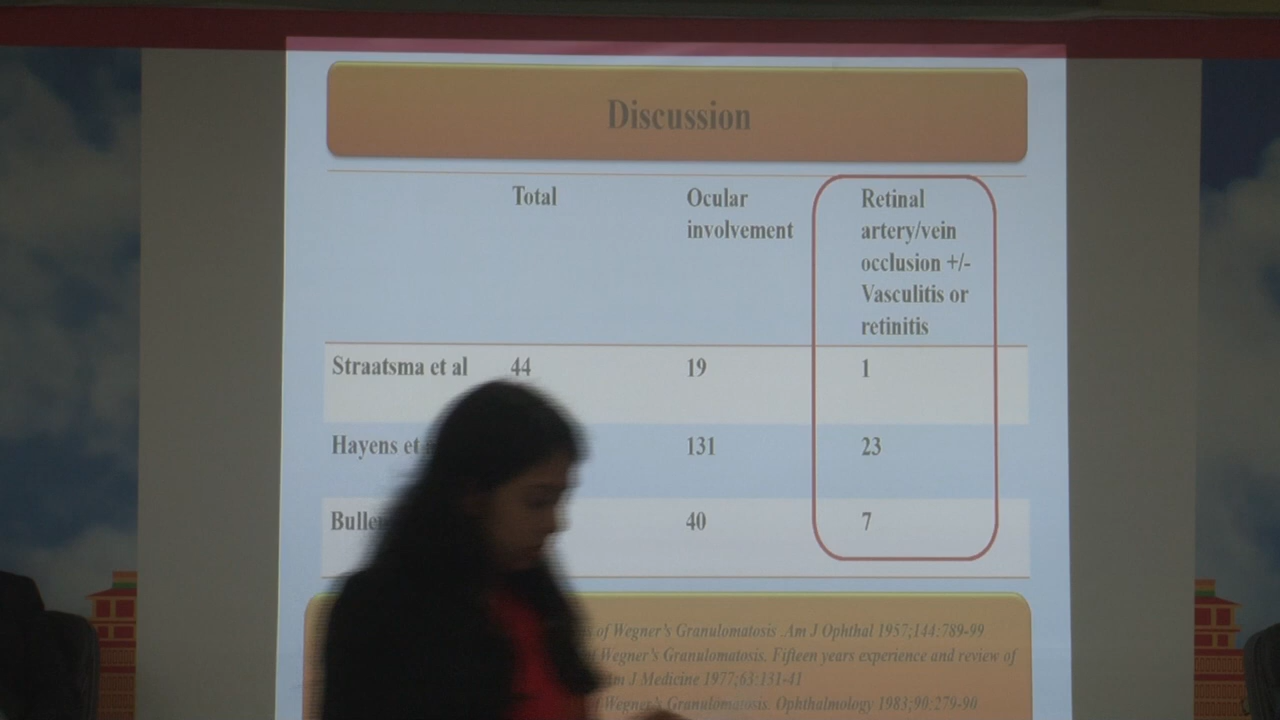 Discussion
Total
Ocular
involvement
Retinal
artery/vein
occlusion +/-
Vasculitis or
retinitis
Straatsma et al 44 19 1
Hayens et 131 23
40 7
of Wegner's Granulomatosis .Am J Ophthal 1957;144:789-99
Wegner's Granulomatosis. Fifteen years experience and review of
J Medicine 1977;63:131-41
Wegner's Granulomatosis. Ophthalmology 1983;90:279-90